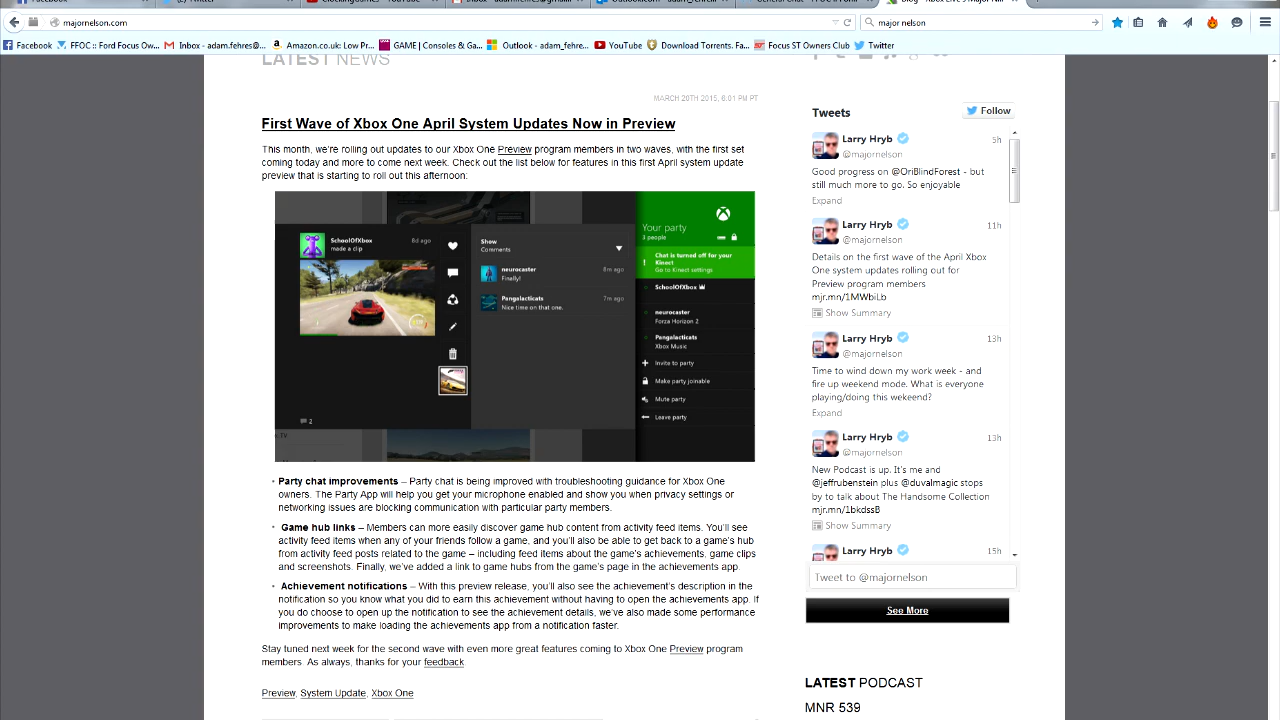 Facebook
Twitter
majornelson.com
major nelson
Facebook
FFOC :: Ford Focus Ow...
Inbox - adam.fehres@...
Amazon.co.uk: Low Pr...
GAME | Consoles & Ga...
Outlook - adam_fehre...
YouTube
Download Torrents. Fa...
Focus ST Owners Club
Twitter
LATEST NEWS
MARCH 20TH 2015, 6:01 PM PT
First Wave of Xbox One April System Updates Now in Preview
This month, we're rolling out updates to our Xbox One Preview program members in two waves, with the first set
coming today and more to come next week. Check out the list below for features in this first April system update
preview that is starting to roll out this afternoon:
SchoolOfXbox
8d ago
made a clip
2
Show
Comments
neurocaster
6m ago
Finally!
Pangalacticats
7m ago
Nice time on that one.
Your party
3 people
Chat is turned off for your
Kinect
Go to Kinect settings
SchoolOfXbox
neurocaster
Forza Horizon 2
Pangalacticats
Xbox Music
Invite to party
Make party joinable
Mute party
Leave party
• Party chat improvements – Party chat is being improved with troubleshooting guidance for Xbox One
owners. The Party App will help you get your microphone enabled and show you when privacy settings or
networking issues are blocking communication with particular party members.
• Game hub links – Members can more easily discover game hub content from activity feed items. You'll see
activity feed items when any of your friends follow a game, and you'll also be able to get back to a game's hub
from activity feed posts related to the game – including feed items about the game's achievements, game clips
and screenshots. Finally, we've added a link to game hubs from the game's page in the achievements app.
• Achievement notifications – With this preview release, you'll also see the achievement's description in the
notification so you know what you did to earn this achievement without having to open the achievements app. If
you do choose to open up the notification to see the achievement details, we've also made some performance
improvements to make loading the achievements app from a notification faster.
Stay tuned next week for the second wave with even more great features coming to Xbox One Preview program
members. As always, thanks for your feedback
Preview, System Update, Xbox One
Tweets
Follow
Larry Hryb
5h
@majornelson
Good progress on @OriBlindForest - but
still much more to go. So enjoyable
Expand
Larry Hryb
11h
@majornelson
Details on the first wave of the April Xbox
One system updates rolling out for
Preview program members
mjr.mn/1MWbiLb
Show Summary
Larry Hryb
13h
@majornelson
Time to wind down my work week - and
fire up weekend mode. What is everyone
playing/doing this wekeend?
Expand
Larry Hryb
13h
@majornelson
New Podcast is up. It's me and
@jeffrubenstein plus @duvalmagic stops
by to talk about The Handsome Collection
mjr.mn/1bkdssB
Show Summary
Larry Hryb
15h
Tweet to @majornelson
See More
LATEST PODCAST
MNR 539